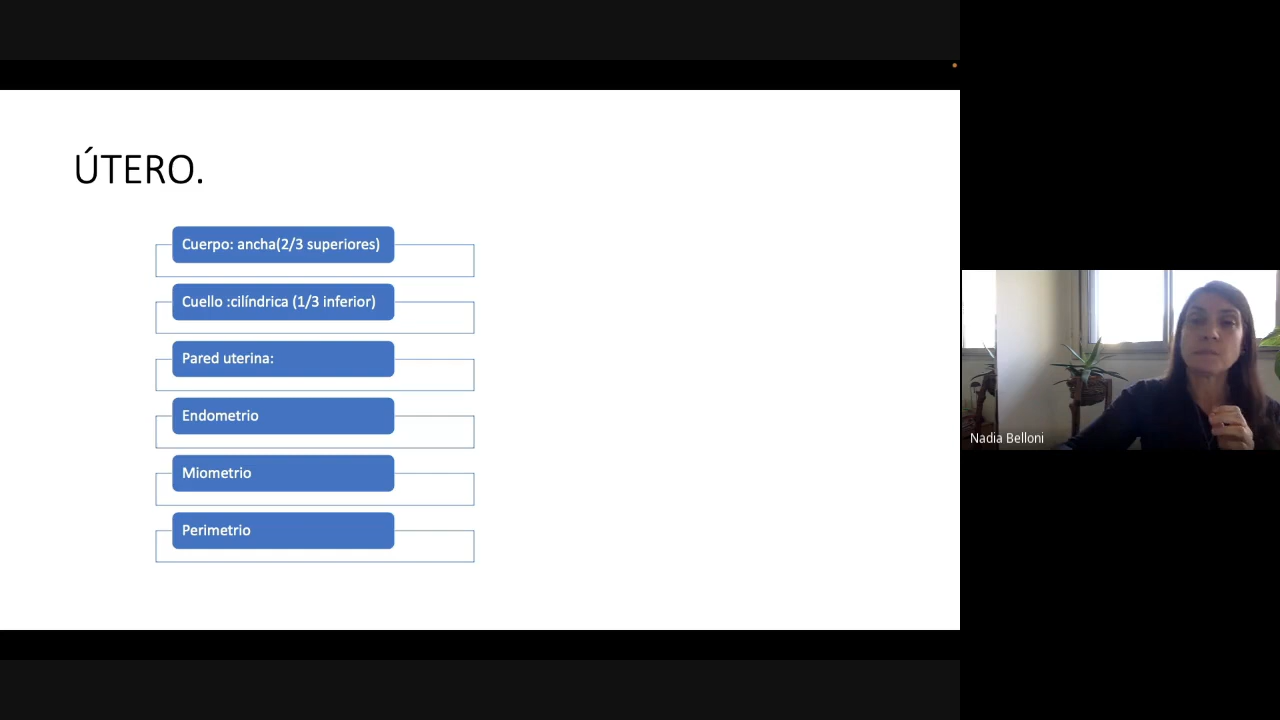 ÚTERO.
Cuerpo: ancha(2/3 superiores)
Cuello :cilíndrica (1/3 inferior)
Pared uterina:
Endometrio
Miometrio
Perimetrio
Nadia Belloni